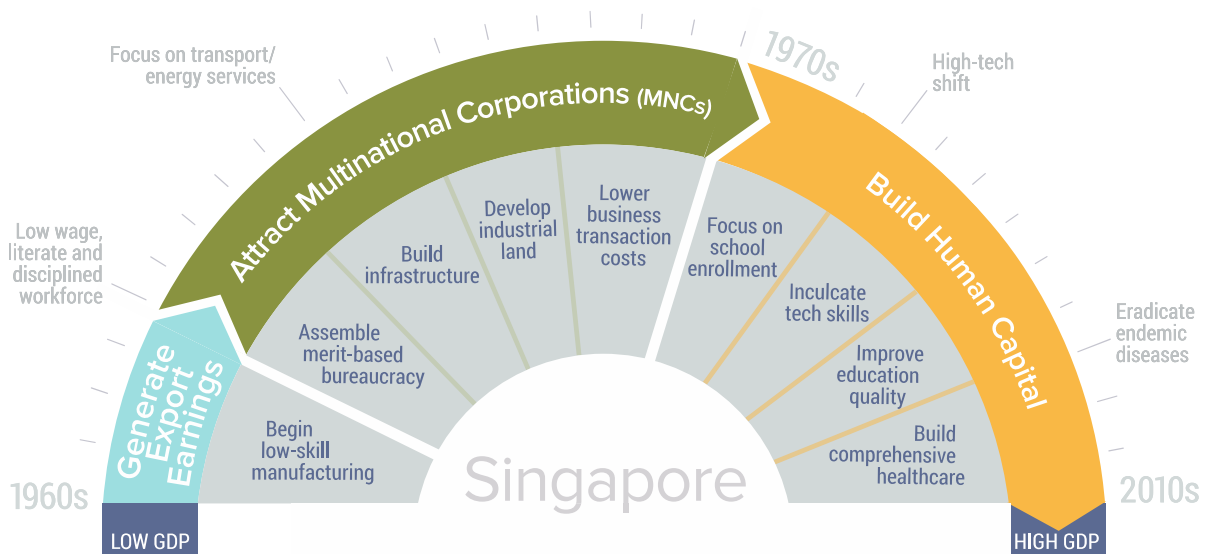 1960s
LOW GDP
Generate
Export
Earnings
Begin
low-skill
manufacturing
Low wage,
literate and
disciplined
workforce
Attract Multinational Corporations (MNCs)
Assemble
merit-based
bureaucracy
Build
infrastructure
Develop
industrial
land
Lower
business
transaction
costs
Focus on transport/
energy services
1970s
Build Human Capital
Focus on
school
enrollment
Inculcate
tech skills
Improve
education
quality
Build
comprehensive
healthcare
High-tech
shift
Eradicate
endemic
diseases
Singapore
2010s
HIGH GDP